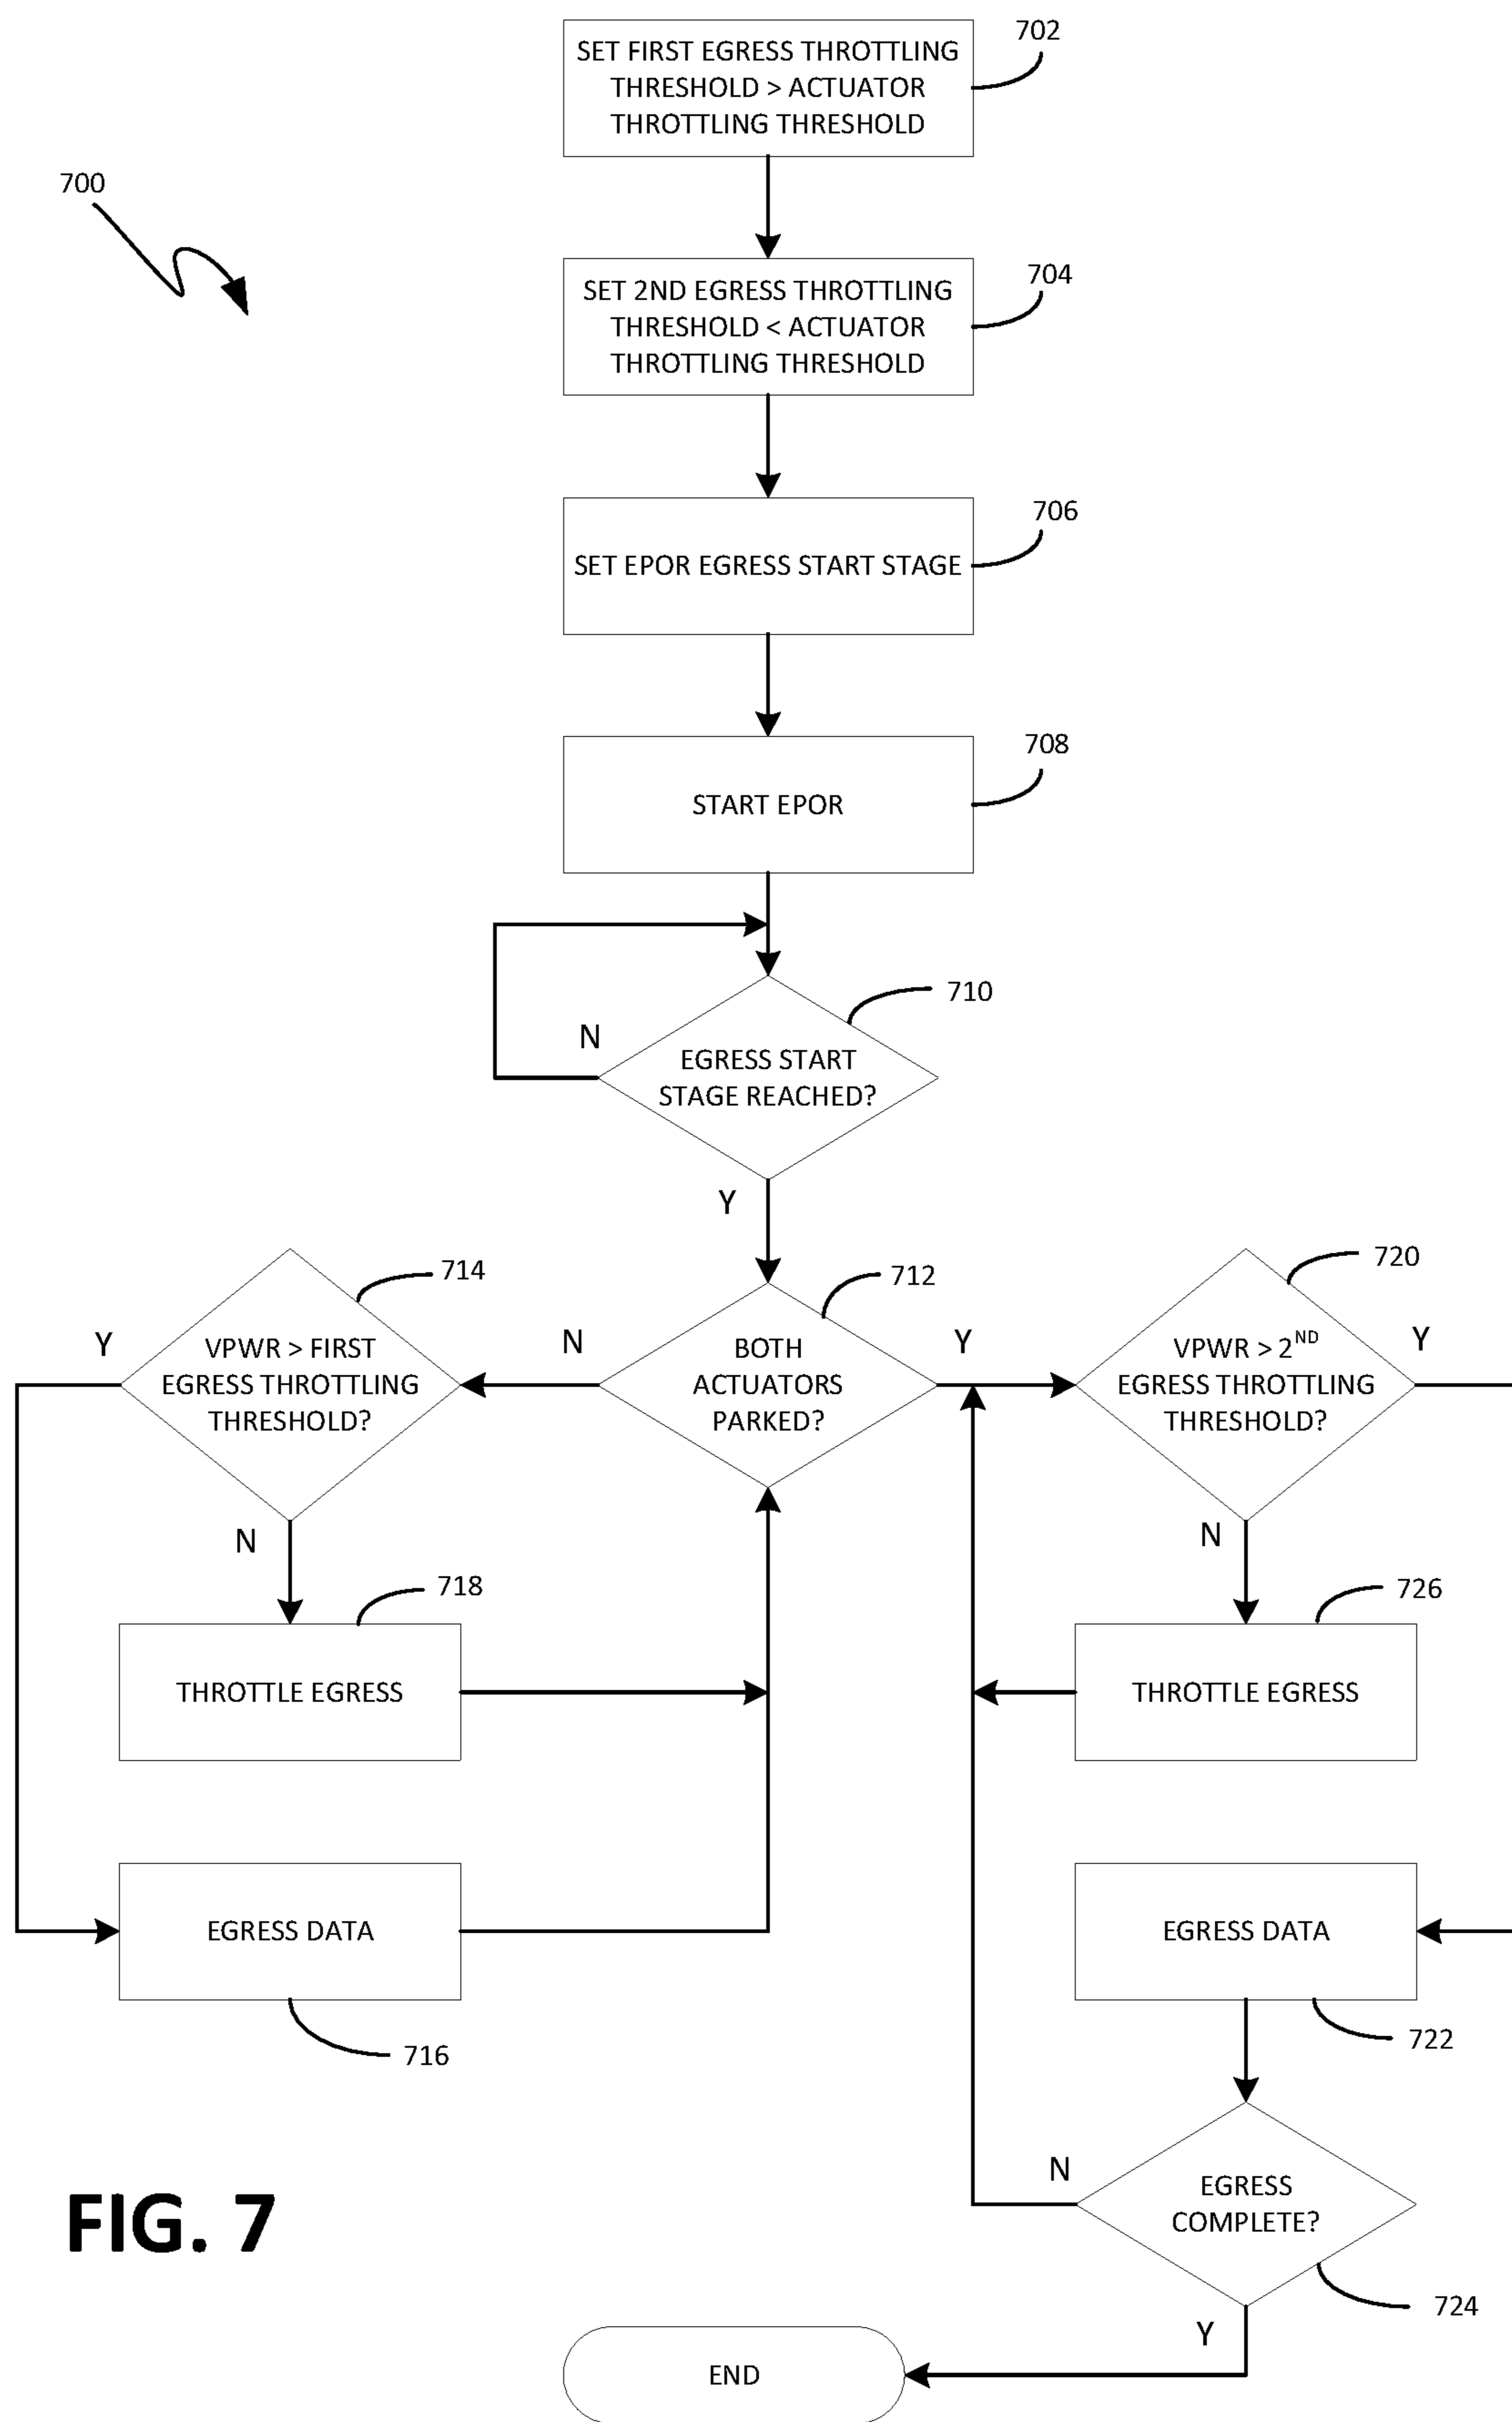 SET FIRST EGRESS THROTTLING
THRESHOLD > ACTUATOR
THROTTLING THRESHOLD
702
700
SET 2ND EGRESS THROTTLING
THRESHOLD < ACTUATOR
THROTTLING THRESHOLD
704
SET EPOR EGRESS START STAGE
706
START EPOR
708
710
N
EGRESS START
STAGE REACHED?
Y
714
Y
VPWR > FIRST
EGRESS THROTTLING
THRESHOLD?
N
712
N
BOTH
ACTUATORS
PARKED?
Y
720
VPWR > 2ND
EGRESS THROTTLING
THRESHOLD?
Y
N
718
THROTTLE EGRESS
726
THROTTLE EGRESS
EGRESS DATA
716
EGRESS DATA
722
N
EGRESS
COMPLETE?
724
Y
END
FIG. 7